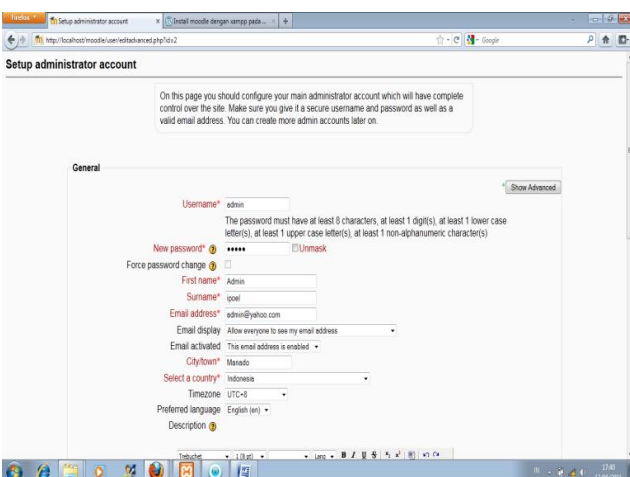 Firefox
Setup administrator account
Install moodle dengan xampp pada ...
http://localhost/moodle/user/editadvanced.php?id=2
Google
Setup administrator account
On this page you should configure your main administrator account which will have complete
control over the site. Make sure you give it a secure username and password as well as a
valid email address. You can create more admin accounts later on.
General
* Show Advanced
Username* admin
The password must have at least 8 characters, at least 1 digit(s), at least 1 lower case
letter(s), at least 1 upper case letter(s), at least 1 non-alphanumeric character(s)
New password* ••••• Unmask
Force password change
First name* Admin
Surname* ipoel
Email address* admin@yahoo.com
Email display Allow everyone to see my email address
Email activated This email address is enabled
City/town* Manado
Select a country* Indonesia
Timezone UTC+8
Preferred language English (en)
Description
Trebuchet 1 (8 pt) Lang B I U S
17:40